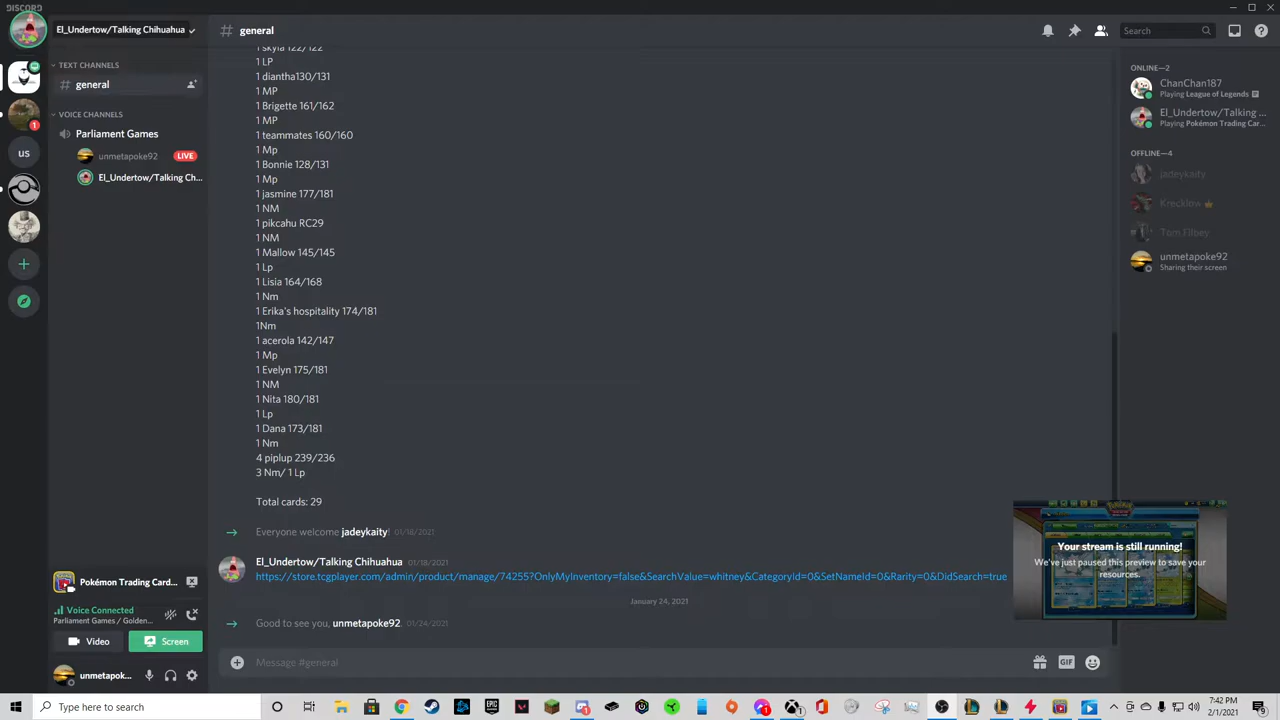 DISCORD
El_Undertow/Talking Chihuahua
general
Search
TEXT CHANNELS
general
VOICE CHANNELS
Parliament Games
unmetapoke92 LIVE
El_Undertow/Talking Ch...
1
us
1 skyla 122/122
1 LP
1 diantha130/131
1 MP
1 Brigette 161/162
1 MP
1 teammates 160/160
1 Mp
1 Bonnie 128/131
1 Mp
1 jasmine 177/181
1 NM
1 pikcahu RC29
1 NM
1 Mallow 145/145
1 Lp
1 Lisia 164/168
1 Nm
1 Erika's hospitality 174/181
1Nm
1 acerola 142/147
1 Mp
1 Evelyn 175/181
1 NM
1 Nita 180/181
1 Lp
1 Dana 173/181
1 Nm
4 piplup 239/236
3 Nm/ 1 Lp
Total cards: 29
Everyone welcome jadeykaity! 01/18/2021
El_Undertow/Talking Chihuahua 01/18/2021
https://store.tcgplayer.com/admin/product/manage/74255?OnlyMyInventory=false&SearchValue=whitney&CategoryId=0&SetNameId=0&Rarity=0&DidSearch=true
January 24, 2021
Good to see you, unmetapoke92. 01/24/2021
Message #general
GIF
ONLINE—2
ChanChan187
Playing League of Legends
El_Undertow/Talking ...
Playing Pokémon Trading Car...
OFFLINE—4
Jadeykaity
Krecklow
Tom Filbey
unmetapoke92
Sharing their screen
Your stream is still running!
We've just paused this preview to save your
resources.
Pokémon Trading Card...
Voice Connected
Parliament Games / Golden...
Video
Screen
unmetapok...
Type here to search
7:42 PM
2/1/2021